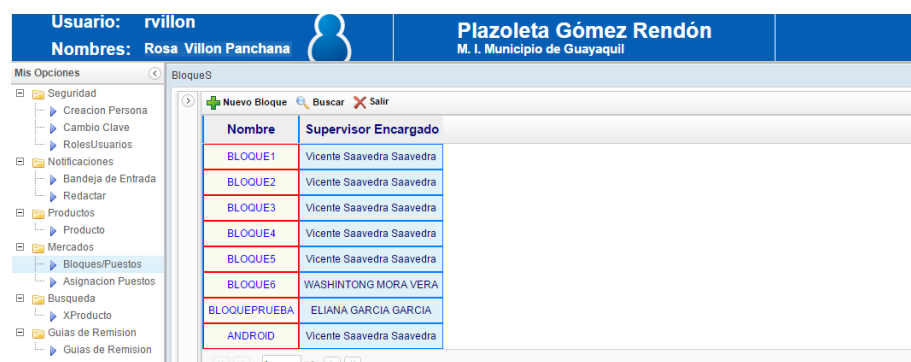 Usuario: rvillon
Nombres: Rosa Villon Panchana
Plazoleta Gómez Rendón
M. I. Municipio de Guayaquil
Mis Opciones
Seguridad
Creacion Persona
Cambio Clave
RolesUsuarios
Notificaciones
Bandeja de Entrada
Redactar
Productos
Producto
Mercados
Bloques/Puestos
Asignacion Puestos
Busqueda
XProducto
Guias de Remision
Guias de Remision
BloqueS
Nuevo Bloque Buscar Salir
Nombre Supervisor Encargado
BLOQUE1 Vicente Saavedra Saavedra
BLOQUE2 Vicente Saavedra Saavedra
BLOQUE3 Vicente Saavedra Saavedra
BLOQUE4 Vicente Saavedra Saavedra
BLOQUE5 Vicente Saavedra Saavedra
BLOQUE6 WASHINTONG MORA VERA
BLOQUEPRUEBA ELIANA GARCIA GARCIA
ANDROID Vicente Saavedra Saavedra